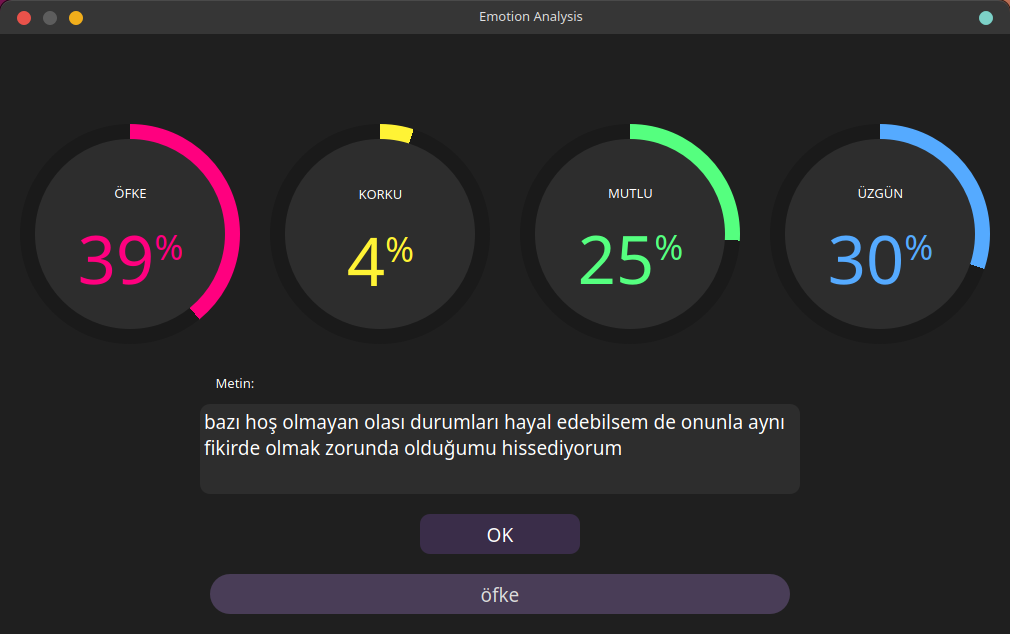 Emotion Analysis
ÖFKE
39%
KORKU
4%
MUTLU
25%
ÜZGÜN
30%
Metin:
bazı hoş olmayan olası durumları hayal edebilsem de onunla aynı
fikirde olmak zorunda olduğumu hissediyorum
OK
öfke